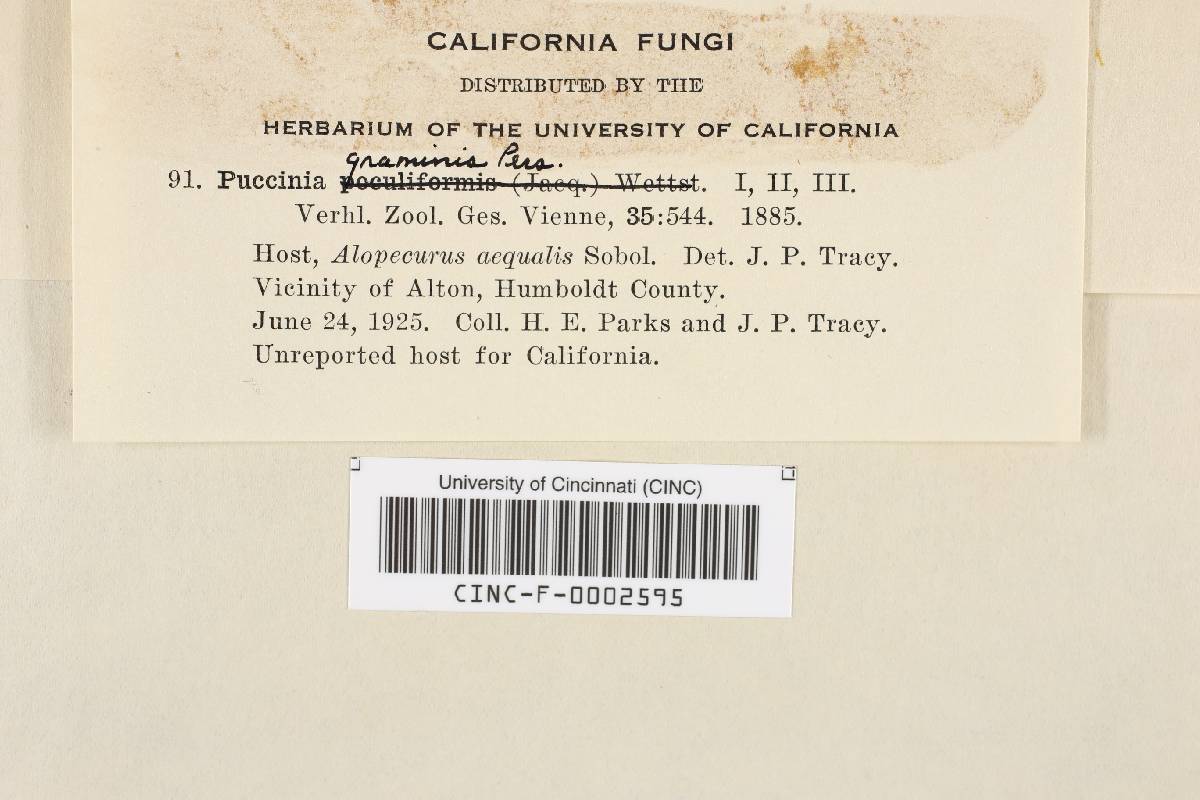 CALIFORNIA FUNGI
DISTRIBUTED BY THE
HERBARIUM OF THE UNIVERSITY OF CALIFORNIA
graminis Pers.
91. Puccinia poculiformis (Jacq.) Wettst. I, II, III.
Verhl. Zool. Ges. Vienne, 35:544. 1885.
Host, Alopecurus aequalis Sobol. Det. J. P. Tracy.
Vicinity of Alton, Humboldt County.
June 24, 1925. Coll. H. E. Parks and J. P. Tracy.
Unreported host for California.
University of Cincinnati (CINC)
CINC-F-0002595